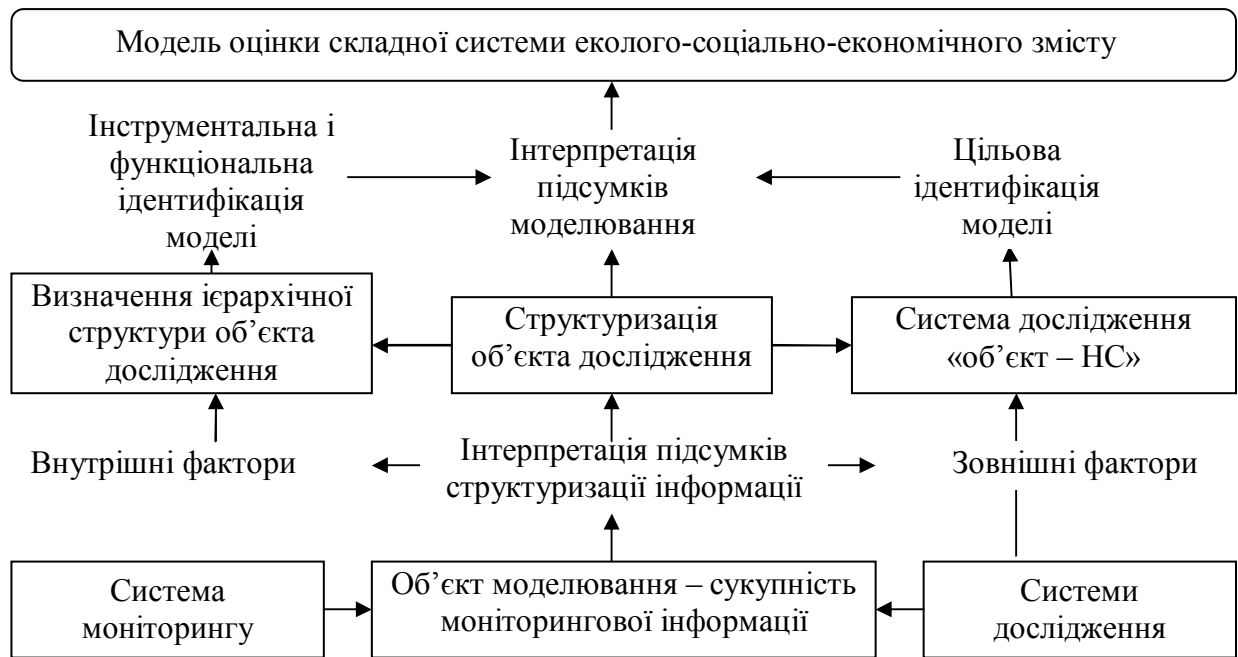 Модель оцінки складної системи еколого-соціально-економічного змісту
Інструментальна і
функціональна
ідентифікація
моделі
Інтерпретація
підсумків
моделювання
Цільова
ідентифікація
моделі
Визначення ієрархічної
структури об’єкта
дослідження
Структуризація
об’єкта дослідження
Система дослідження
«об’єкт – НС»
Внутрішні фактори
Інтерпретація підсумків
структуризації інформації
Зовнішні фактори
Система
моніторингу
Об’єкт моделювання – сукупність
моніторингової інформації
Системи
дослідження